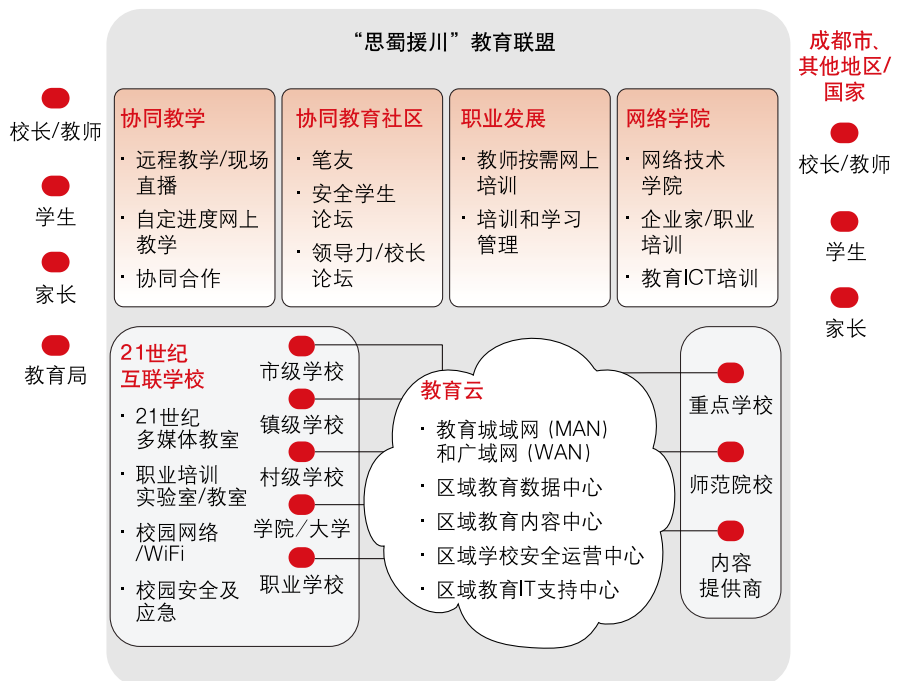 “思蜀援川”教育联盟
校长/教师
学生
家长
教育局
协同教学
· 远程教学/现场
直播
· 自定进度网上
教学
· 协同合作
协同教育社区
· 笔友
· 安全学生
论坛
· 领导力/校长
论坛
职业发展
· 教师按需网上
培训
· 培训和学习
管理
网络学院
· 网络技术
学院
· 企业家/职业
培训
· 教育ICT培训
成都市、
其他地区/
国家
校长/教师
学生
家长
21世纪
互联学校
· 21世纪
多媒体教室
· 职业培训
实验室/教室
· 校园网络
/WiFi
· 校园安全及
应急
市级学校
镇级学校
村级学校
学院/大学
职业学校
教育云
· 教育城域网 (MAN)
和广域网 (WAN)
· 区域教育数据中心
· 区域教育内容中心
· 区域学校安全运营中心
· 区域教育IT支持中心
重点学校
师范院校
内容
提供商